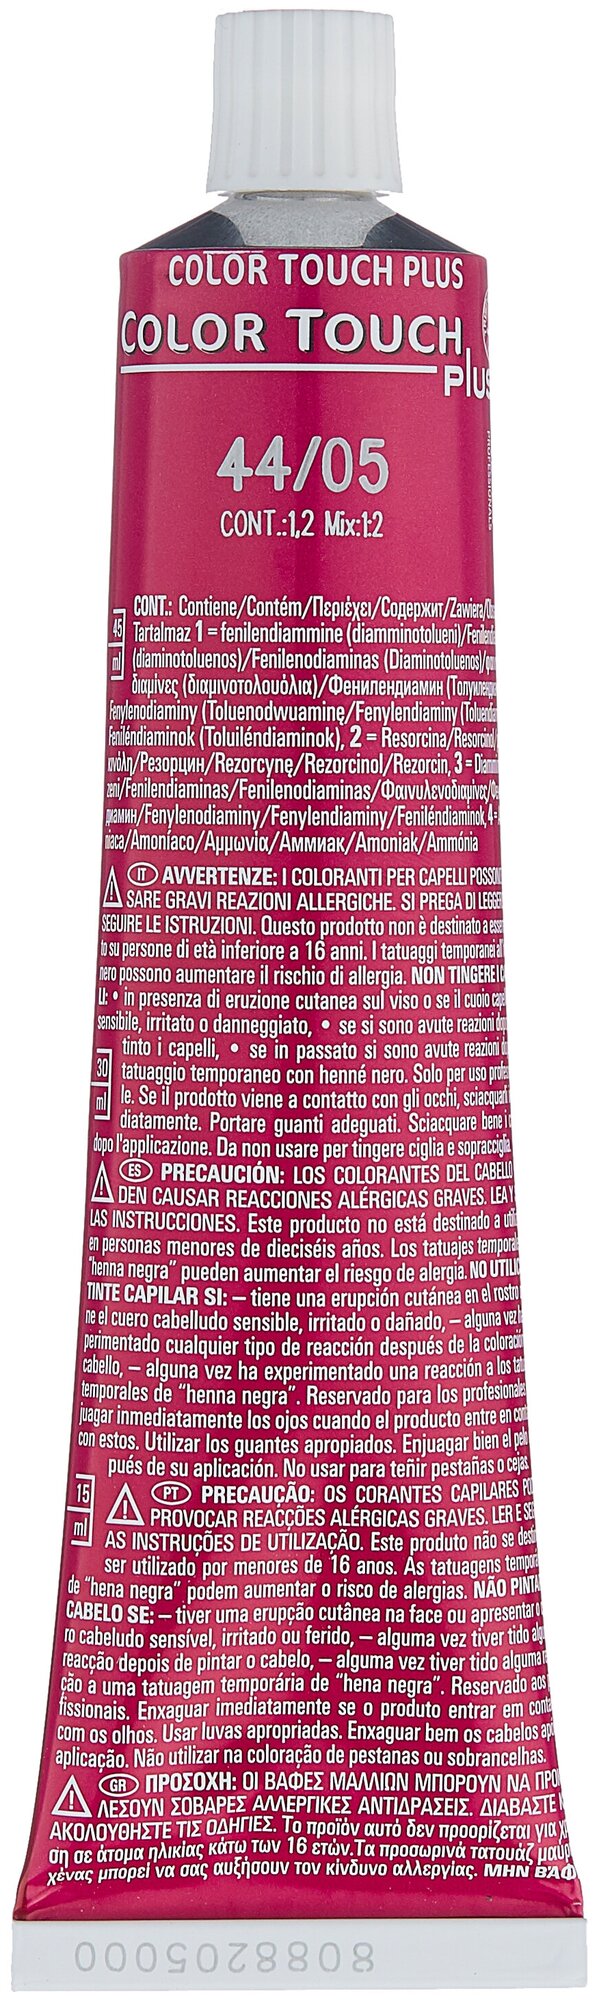 COLOR TOUCH PLUS
COLOR TOUCH
plus
PROFESSIONALS
44/05
CONT.:1,2 Mix:1:2
CONT.: Contiene/Contém/Περιέχει/Содержит/Zawiera/
45
ml
Tartalmaz 1 = fenilendiammine (diamminotolueni)/
(diaminotoluenos)/Fenilenodiaminas (Diaminotoluenos)/
διαμίνες (διαμινοτολουόλια)/Фенилендиамин
Fenylenodiaminy (Toluenodwuaminę/Fenylendiaminy
Feniléndiaminok (Toluiléndiaminok), 2 = Resorcina/Resorcinol/
/Резорцин/Rezorcynę/Rezorcinol/Rezorcin, 3 =
zeni/Fenilendiaminas/Fenilenodiaminas/Φαινυλενοδιαμίνες/
диамин/Fenylenodiaminy/Fenylendiaminy/Feniléndiaminok, 4 =
niaca/Amoníaco/Αμμωνία/Аммиак/Amoniak/Ammónia
IT AVVERTENZE: I COLORANTI PER CAPELLI
SARE GRAVI REAZIONI ALLERGICHE. SI PREGA DI
SEGUIRE LE ISTRUZIONI. Questo prodotto non è destinato a
to su persone di età inferiore a 16 anni. I tatuaggi temporanei
nero possono aumentare il rischio di allergia. NON TINGERE I
LI: • in presenza di eruzione cutanea sul viso o se il cuoio
sensibile, irritato o danneggiato, • se si sono avute reazioni
tinto i capelli, • se in passato si sono avute reazioni
30
ml
tatuaggio temporaneo con henné nero. Solo per uso
le. Se il prodotto viene a contatto con gli occhi, sciacquarli
diatamente. Portare guanti adeguati. Sciacquare bene i
dopo l'applicazione. Da non usare per tingere ciglia e sopracciglia.
ES PRECAUCIÓN: LOS COLORANTES DEL CABELLO
DEN CAUSAR REACCIONES ALÉRGICAS GRAVES. LEA Y
LAS INSTRUCCIONES. Este producto no está destinado a
en personas menores de dieciséis años. Los tatuajes
"henna negra" pueden aumentar el riesgo de alergia. NO
TINTE CAPILAR SI: – tiene una erupción cutánea en el rostro
ne el cuero cabelludo sensible, irritado o dañado, – alguna vez
perimentado cualquier tipo de reacción después de la
cabello, – alguna vez ha experimentado una reacción a los
temporales de "henna negra". Reservado para los profesionales
juagar inmediatamente los ojos cuando el producto entre en
con estos. Utilizar los guantes apropiados. Enjuagar bien el pelo
pués de su aplicación. No usar para teñir pestañas o cejas.
15
ml
PT PRECAUÇÃO: OS CORANTES CAPILARES
PROVOCAR REACÇÕES ALÉRGICAS GRAVES. LER E
AS INSTRUÇÕES DE UTILIZAÇÃO. Este produto não se
ser utilizado por menores de 16 anos. As tatuagens
de "hena negra" podem aumentar o risco de alergias. NÃO
CABELO SE: – tiver uma erupção cutânea na face ou apresentar o
ro cabeludo sensível, irritado ou ferido, – alguma vez tiver tido
reacção depois de pintar o cabelo, – alguma vez tiver tido alguma
ção a uma tatuagem temporária de "hena negra". Reservado aos
fissionais. Enxaguar imediatamente se o produto entrar em
com os olhos. Usar luvas apropriadas. Enxaguar bem os cabelos
aplicação. Não utilizar na coloração de pestanas ou sobrancelhas.
GR ΠΡΟΣΟΧΗ: ΟΙ ΒΑΦΕΣ ΜΑΛΛΙΩΝ ΜΠΟΡΟΥΝ ΝΑ
ΛΕΣΟΥΝ ΣΟΒΑΡΕΣ ΑΛΛΕΡΓΙΚΕΣ ΑΝΤΙΔΡΑΣΕΙΣ. ΔΙΑΒΑΣΤΕ
ΑΚΟΛΟΥΘΗΣΤΕ ΤΙΣ ΟΔΗΓΙΕΣ. Το προϊόν αυτό δεν προορίζεται για
ση σε άτομα ηλικίας κάτω των 16 ετών. Τα προσωρινά τατουάζ
χένας μπορεί να σας αυξήσουν τον κίνδυνο αλλεργίας. ΜΗΝ
8088205000